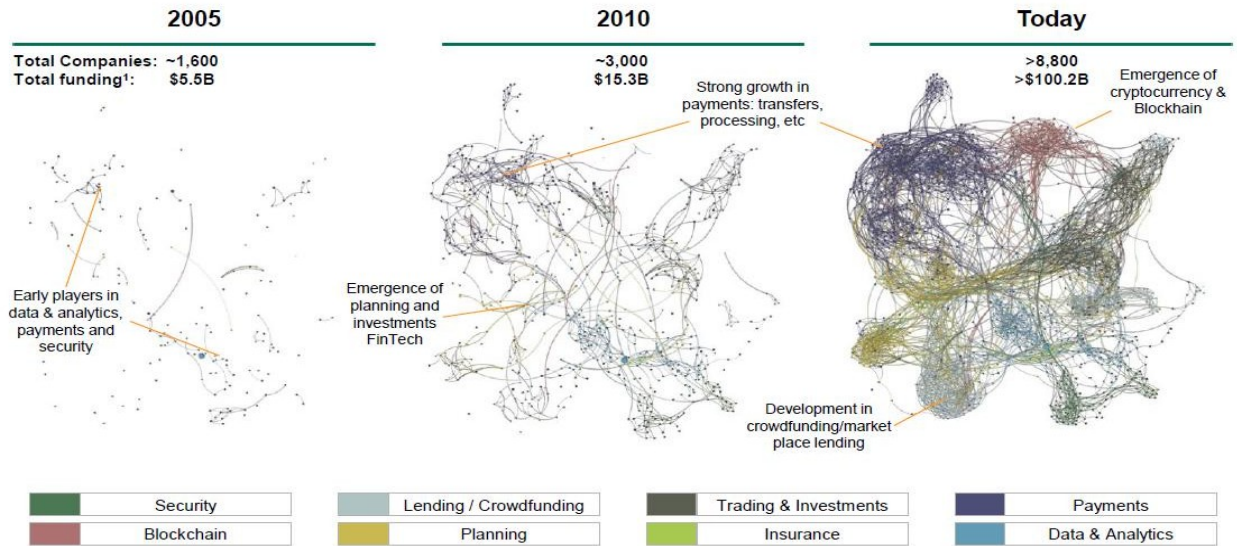 2005
2010
Today
Total Companies: ~1,600
Total funding¹: $5.5B
~3,000
$15.3B
>8,800
>$100.2B
Strong growth in
payments: transfers,
processing, etc
Emergence of
cryptocurrency &
Blockhain
Early players in
data & analytics,
payments and
security
Emergence of
planning and
investments
FinTech
Development in
crowdfunding/market
place lending
Security
Lending / Crowdfunding
Trading & Investments
Payments
Blockchain
Planning
Insurance
Data & Analytics